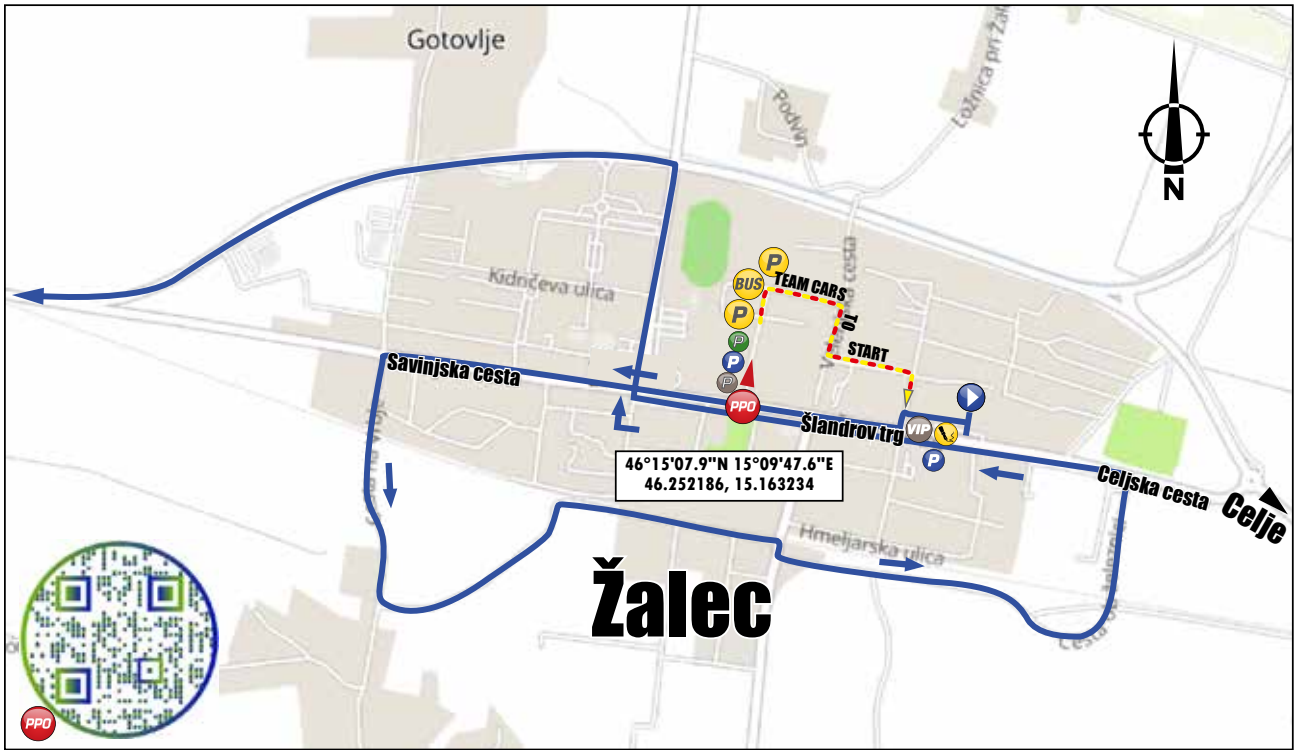 Gotovlje
Ložnica pri Žal
Podvin
N
Kidričeva ulica
P
BUS
TEAM CARS
TO
START
P
P
P
P
PPO
Savinjska cesta
Šlandrov trg
VIP
P
46°15'07.9"N 15°09'47.6"E
46.252186, 15.163234
Celjska cesta
Celje
Hmeljarska ulica
Žalec
PPO